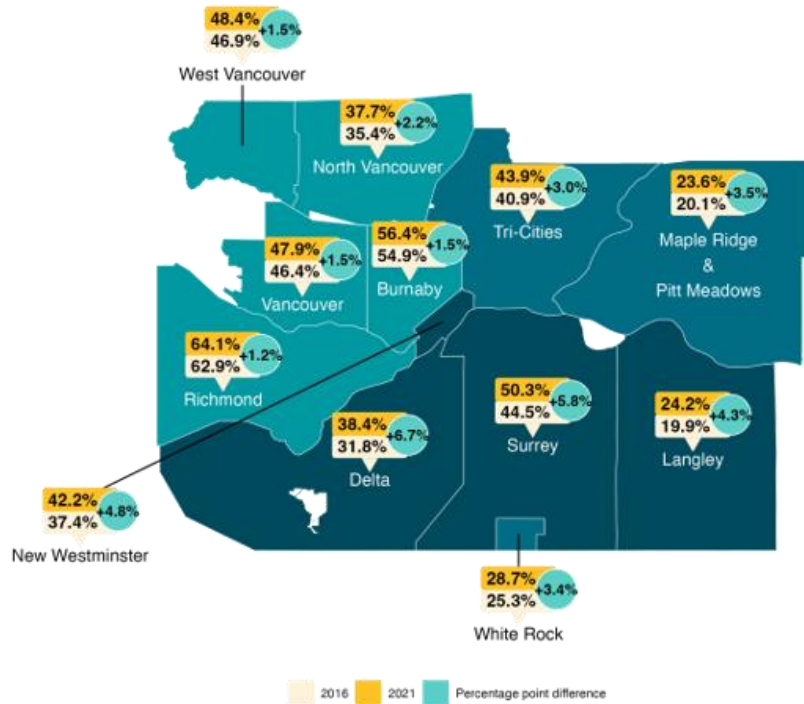 48.4%
+1.5%
46.9%
West Vancouver
37.7%
+2.2%
35.4%
North Vancouver
43.9%
+3.0%
40.9%
Tri-Cities
23.6%
+3.5%
20.1%
Maple Ridge
&
Pitt Meadows
47.9%
+1.5%
46.4%
Vancouver
56.4%
+1.5%
54.9%
Burnaby
64.1%
+1.2%
62.9%
Richmond
38.4%
+6.7%
31.8%
Delta
50.3%
+5.8%
44.5%
Surrey
24.2%
+4.3%
19.9%
Langley
42.2%
+4.8%
37.4%
New Westminster
28.7%
+3.4%
25.3%
White Rock
2016 2021 Percentage point difference